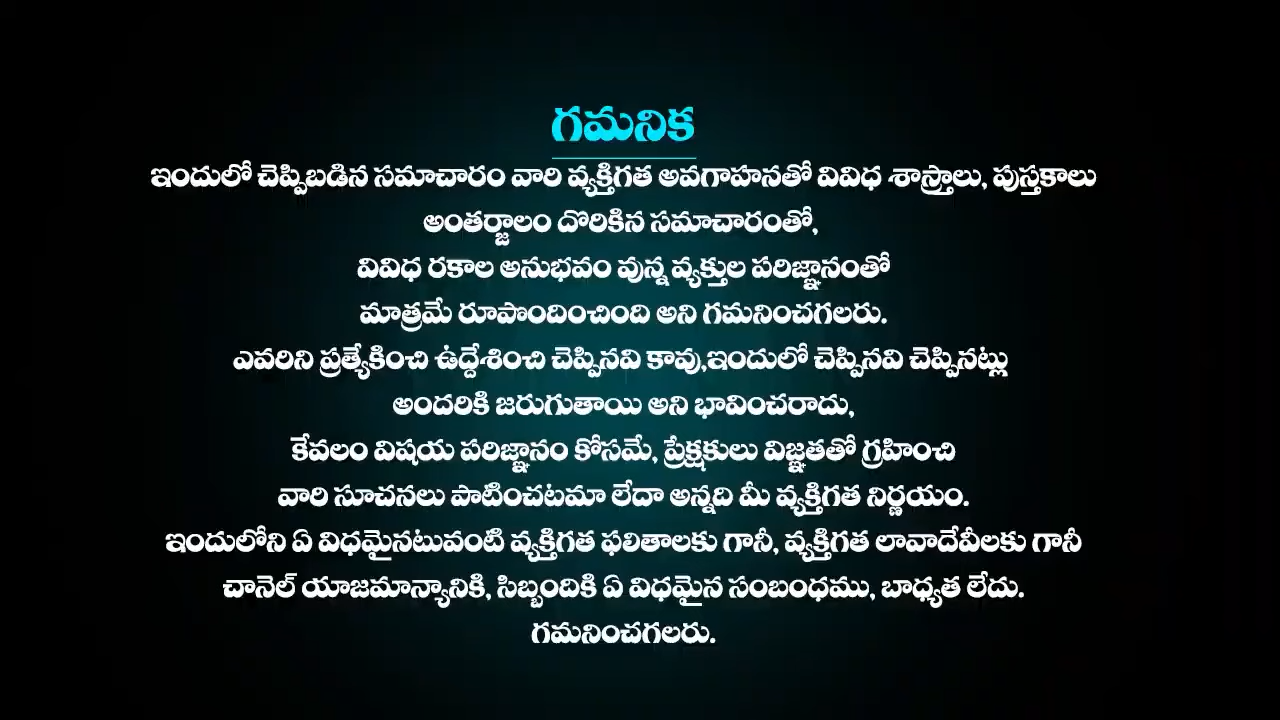 గమనిక
ఇందులో చెప్పిబడిన సమాచారం వారి వ్యక్తిగత అవగాహనతో వివిధ శాస్త్రాలు, పుస్తకాలు
అంతర్జాలం దొరికిన సమాచారంతో,
వివిధ రకాల అనుభవం వున్న వ్యక్తుల పరిజ్ఞానంతో
మాత్రమే రూపొందించింది అని గమనించగలరు.
ఎవరిని ప్రత్యేకించి ఉద్దేశించి చెప్పినవి కావు,ఇందులో చెప్పినవి చెప్పినట్లు
అందరికి జరుగుతాయి అని భావించరాదు,
కేవలం విషయ పరిజ్ఞానం కోసమే, ప్రేక్షకులు విజ్ఞతతో గ్రహించి
వారి సూచనలు పాటించటమా లేదా అన్నది మీ వ్యక్తిగత నిర్ణయం.
ఇందులోని ఏ విధమైనటువంటి వ్యక్తిగత ఫలితాలకు గానీ, వ్యక్తిగత లావాదేవీలకు గానీ
చానెల్ యాజమాన్యానికి, సిబ్బందికి ఏ విధమైన సంబంధము, బాధ్యత లేదు.
గమనించగలరు.